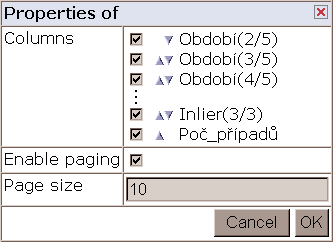 Properties of
Columns
Období(2/5)
Období(3/5)
Období(4/5)
Inlier(3/3)
Poč_případů
Enable paging
Page size
10
Cancel OK